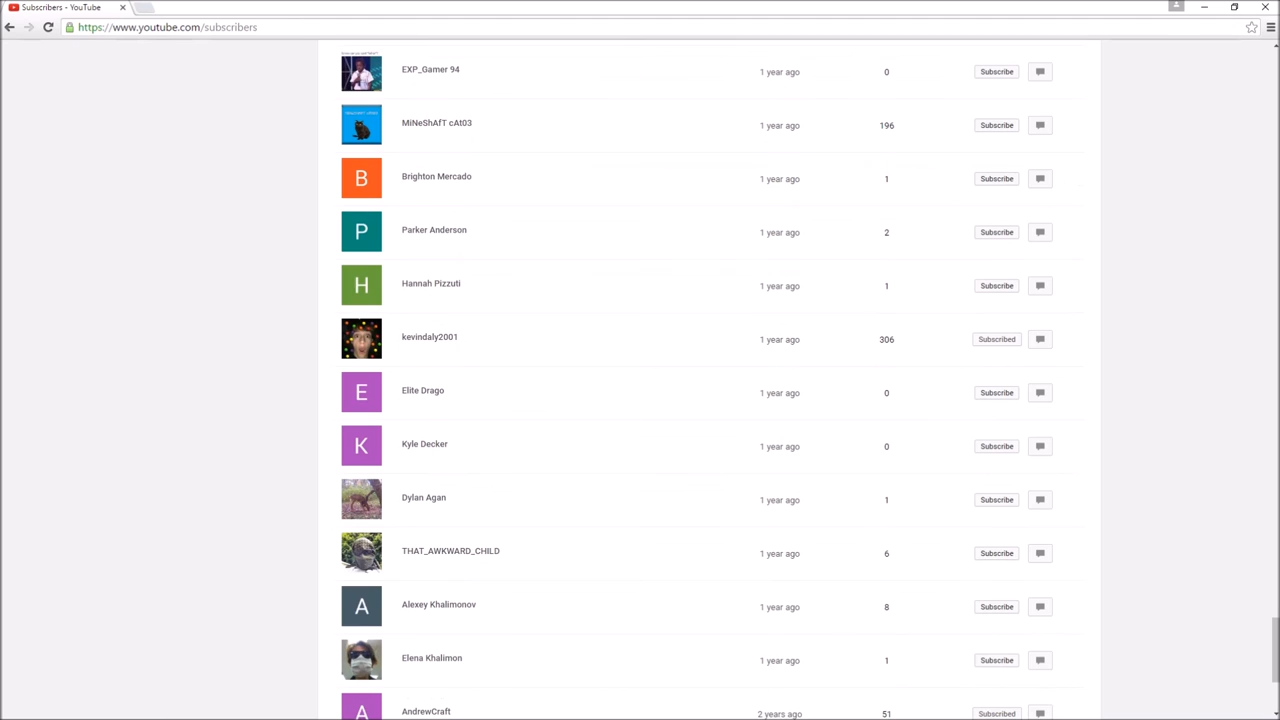 Subscribers - YouTube
https://www.youtube.com/subscribers
EXP_Gamer 94 1 year ago 0 Subscribe
MiNeShAfT cAt03 1 year ago 196 Subscribe
B Brighton Mercado 1 year ago 1 Subscribe
P Parker Anderson 1 year ago 2 Subscribe
H Hannah Pizzuti 1 year ago 1 Subscribe
kevindaly2001 1 year ago 306 Subscribed
E Elite Drago 1 year ago 0 Subscribe
K Kyle Decker 1 year ago 0 Subscribe
Dylan Agan 1 year ago 1 Subscribe
THAT_AWKWARD_CHILD 1 year ago 6 Subscribe
A Alexey Khalimonov 1 year ago 8 Subscribe
Elena Khalimon 1 year ago 1 Subscribe
A AndrewCraft 2 years ago 51 Subscribed